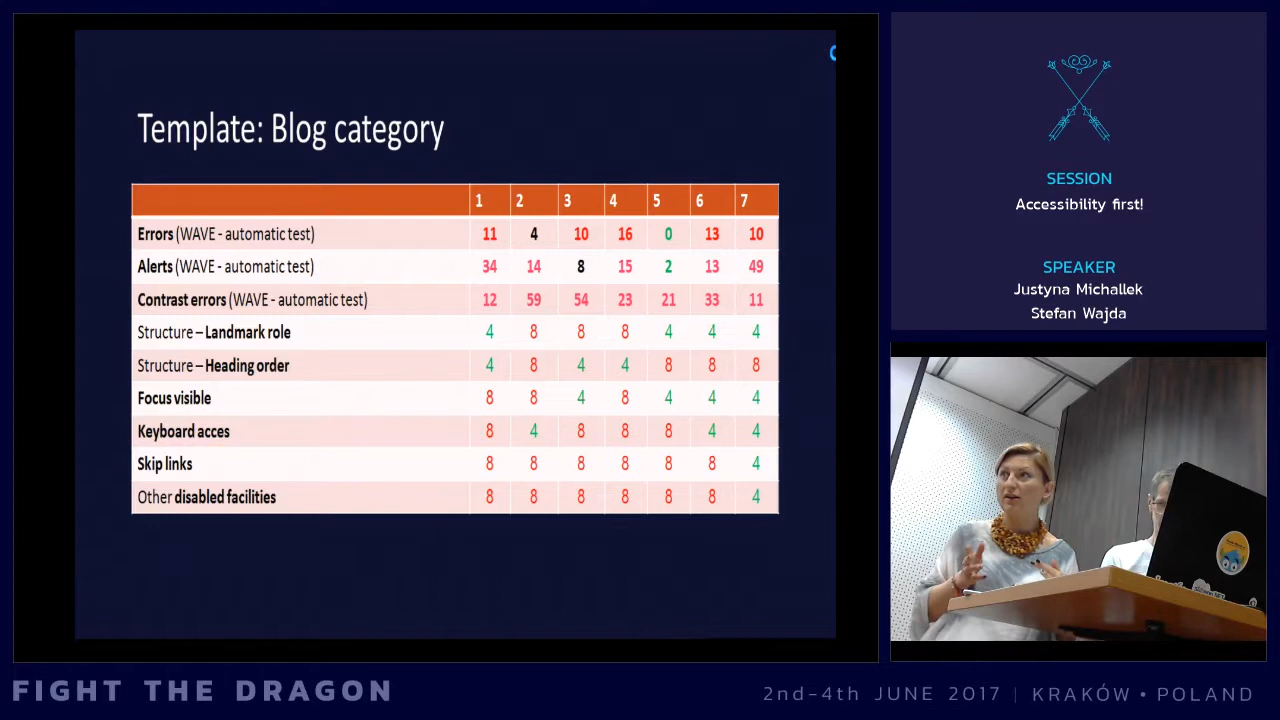 Template: Blog category
1 2 3 4 5 6 7
Errors (WAVE - automatic test) 11 4 10 16 0 13 10
Alerts (WAVE - automatic test) 34 14 8 15 2 13 49
Contrast errors (WAVE - automatic test) 12 59 54 23 21 33 11
Structure – Landmark role 4 8 8 8 4 4 4
Structure – Heading order 4 8 4 4 8 8 8
Focus visible 8 8 4 8 4 4 4
Keyboard acces 8 4 8 8 8 4 4
Skip links 8 8 8 8 8 8 4
Other disabled facilities 8 8 8 8 8 8 4
SESSION
Accessibility first!
SPEAKER
Justyna Michallek
Stefan Wajda
FIGHT THE DRAGON
2nd-4th JUNE 2017 | KRAKÓW • POLAND